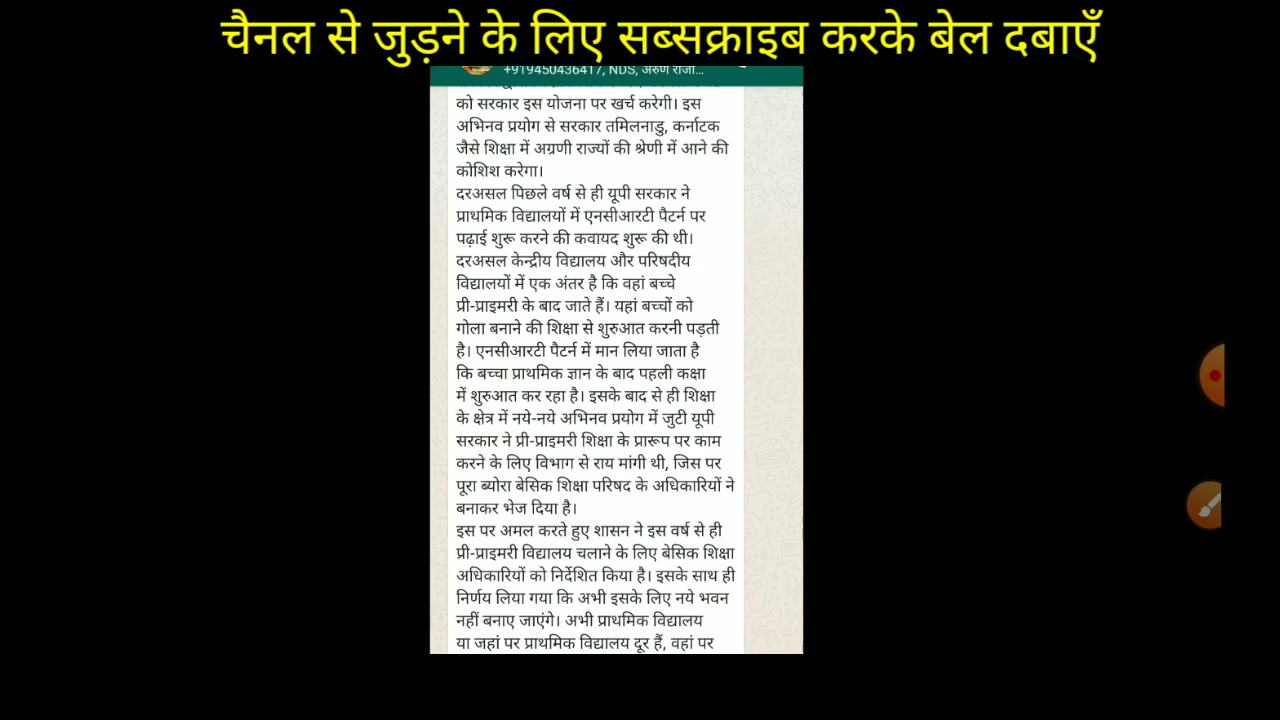 चैनल से जुड़ने के लिए सब्सक्राइब करके बेल दबाएँ
+919450436417, NDS, अरुण राजा...
को सरकार इस योजना पर खर्च करेगी। इस
अभिनव प्रयोग से सरकार तमिलनाडु, कर्नाटक
जैसे शिक्षा में अग्रणी राज्यों की श्रेणी में आने की
कोशिश करेगा।
दरअसल पिछले वर्ष से ही यूपी सरकार ने
प्राथमिक विद्यालयों में एनसीआरटी पैटर्न पर
पढ़ाई शुरू करने की कवायद शुरू की थी।
दरअसल केन्द्रीय विद्यालय और परिषदीय
विद्यालयों में एक अंतर है कि वहां बच्चे
प्री-प्राइमरी के बाद जाते हैं। यहां बच्चों को
गोला बनाने की शिक्षा से शुरुआत करनी पड़ती
है। एनसीआरटी पैटर्न में मान लिया जाता है
कि बच्चा प्राथमिक ज्ञान के बाद पहली कक्षा
में शुरुआत कर रहा है। इसके बाद से ही शिक्षा
के क्षेत्र में नये-नये अभिनव प्रयोग में जुटी यूपी
सरकार ने प्री-प्राइमरी शिक्षा के प्रारूप पर काम
करने के लिए विभाग से राय मांगी थी, जिस पर
पूरा ब्योरा बेसिक शिक्षा परिषद के अधिकारियों ने
बनाकर भेज दिया है।
इस पर अमल करते हुए शासन ने इस वर्ष से ही
प्री-प्राइमरी विद्यालय चलाने के लिए बेसिक शिक्षा
अधिकारियों को निर्देशित किया है। इसके साथ ही
निर्णय लिया गया कि अभी इसके लिए नये भवन
नहीं बनाए जाएंगे। अभी प्राथमिक विद्यालय
या जहां पर प्राथमिक विद्यालय दूर हैं, वहां पर